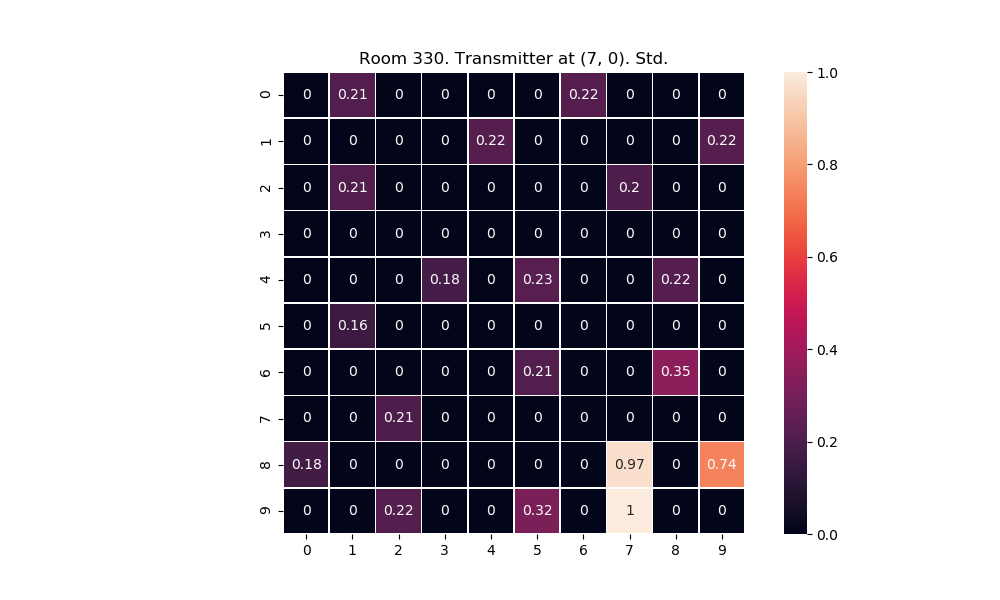 Room 330. Transmitter at (7, 0). Std.
0 0 0.21 0 0 0 0 0.22 0 0 0
1 0 0 0 0 0.22 0 0 0 0 0.22
2 0 0.21 0 0 0 0 0 0.2 0 0
3 0 0 0 0 0 0 0 0 0 0
4 0 0 0 0.18 0 0.23 0 0 0.22 0
5 0 0.16 0 0 0 0 0 0 0 0
6 0 0 0 0 0 0.21 0 0 0.35 0
7 0 0 0.21 0 0 0 0 0 0 0
8 0.18 0 0 0 0 0 0 0.97 0 0.74
9 0 0 0.22 0 0 0.32 0 1 0 0
0 1 2 3 4 5 6 7 8 9
1.0
0.8
0.6
0.4
0.2
0.0